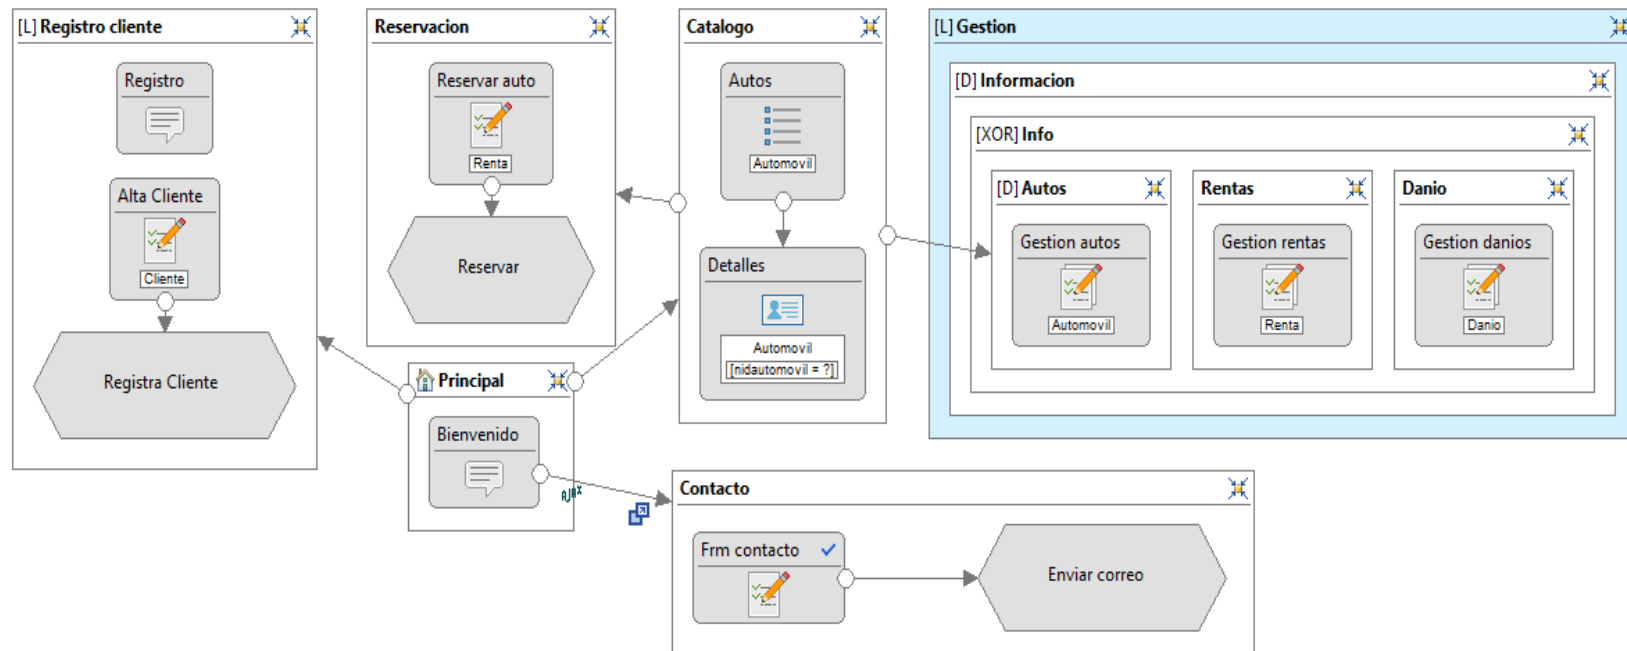 [L] Registro cliente
Registro
Alta Cliente
Cliente
Registra Cliente
Reservacion
Reservar auto
Renta
Reservar
Principal
Bienvenido
AJAX
Catalogo
Autos
Automovil
Detalles
Automovil
[nidautomovil = ?]
[L] Gestion
[D] Informacion
[XOR] Info
[D] Autos
Gestion autos
Automovil
Rentas
Gestion rentas
Renta
Danio
Gestion danios
Danio
Contacto
Frm contacto
Enviar correo